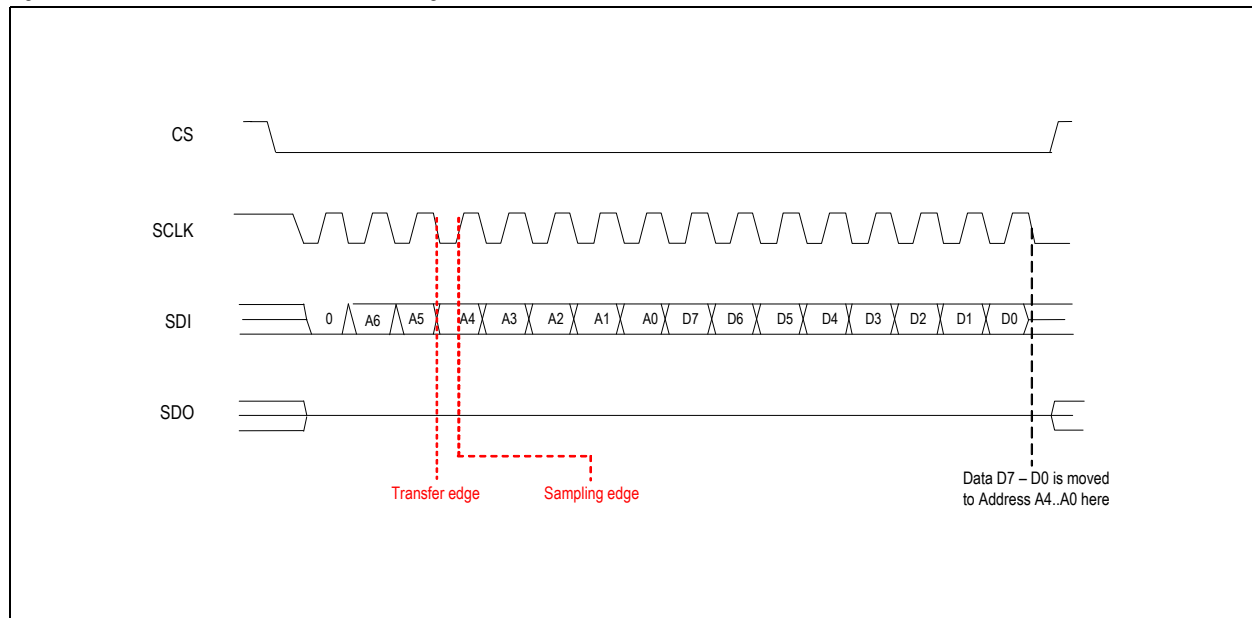 CS
SCLK
SDI 0 A6 A5 A4 A3 A2 A1 A0 D7 D6 D5 D4 D3 D2 D1 D0
SDO
Transfer edge Sampling edge
Data D7 – D0 is moved
to Address A4..A0 here